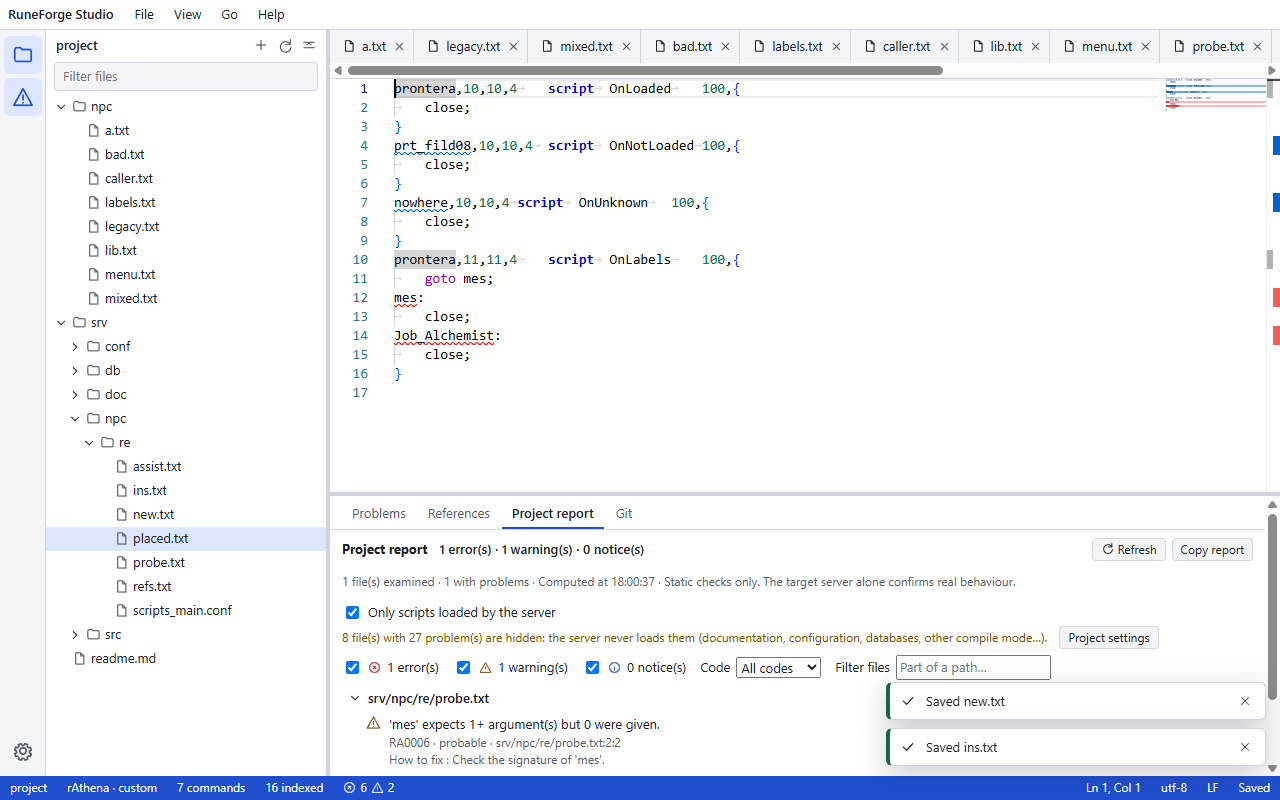 RuneForge Studio File View Go Help
project
Filter files
npc
a.txt
bad.txt
caller.txt
labels.txt
legacy.txt
lib.txt
menu.txt
mixed.txt
srv
conf
db
doc
npc
re
assist.txt
ins.txt
new.txt
placed.txt
probe.txt
refs.txt
scripts_main.conf
src
readme.md
a.txt legacy.txt mixed.txt bad.txt labels.txt caller.txt lib.txt menu.txt probe.txt
1 prontera,10,10,4 script OnLoaded 100,{
2 close;
3 }
4 prt_fild08,10,10,4 script OnNotLoaded 100,{
5 close;
6 }
7 nowhere,10,10,4 script OnUnknown 100,{
8 close;
9 }
10 prontera,11,11,4 script OnLabels 100,{
11 goto mes;
12 mes:
13 close;
14 Job_Alchemist:
15 close;
16 }
17
Problems References Project report Git
Project report 1 error(s) · 1 warning(s) · 0 notice(s) Refresh Copy report
1 file(s) examined · 1 with problems · Computed at 18:00:37 · Static checks only. The target server alone confirms real behaviour.
Only scripts loaded by the server
8 file(s) with 27 problem(s) are hidden: the server never loads them (documentation, configuration, databases, other compile mode...). Project settings
1 error(s) 1 warning(s) 0 notice(s) Code All codes Filter files Part of a path...
srv/npc/re/probe.txt
'mes' expects 1+ argument(s) but 0 were given.
RA0006 · probable · srv/npc/re/probe.txt:2:2
How to fix : Check the signature of 'mes'.
Saved new.txt
Saved ins.txt
project rAthena · custom 7 commands 16 indexed 6 2 Ln 1, Col 1 utf-8 LF Saved